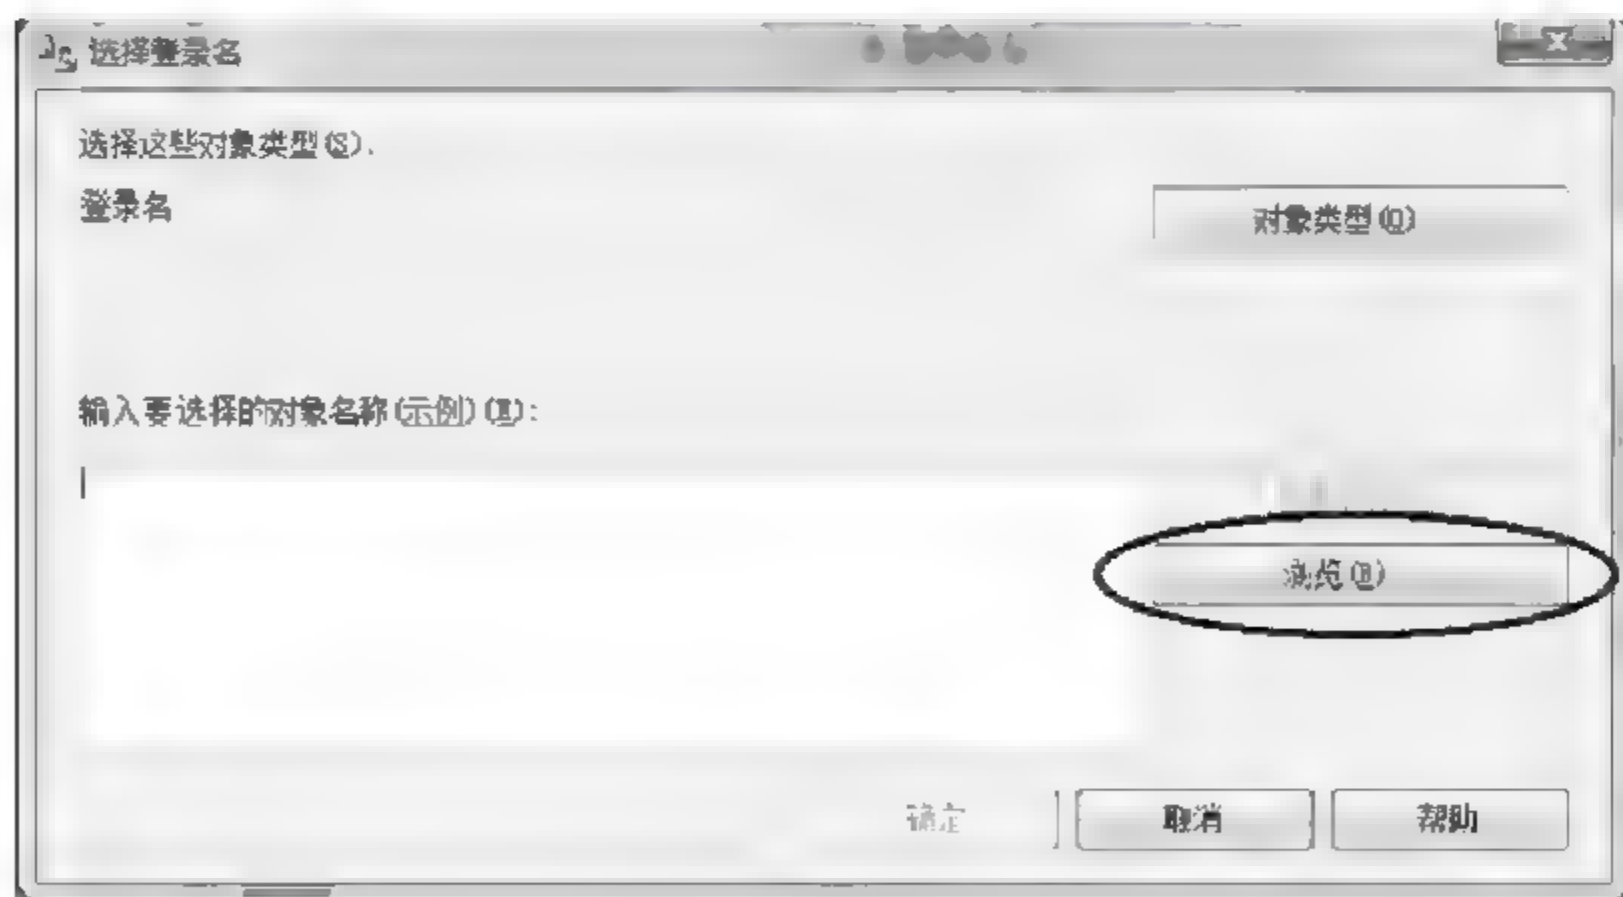 选择登录名
选择这些对象类型(S).
登录名
对象类型(O)
输入要选择的对象名称(示例)(E):
浏览(B)
确定
取消
帮助